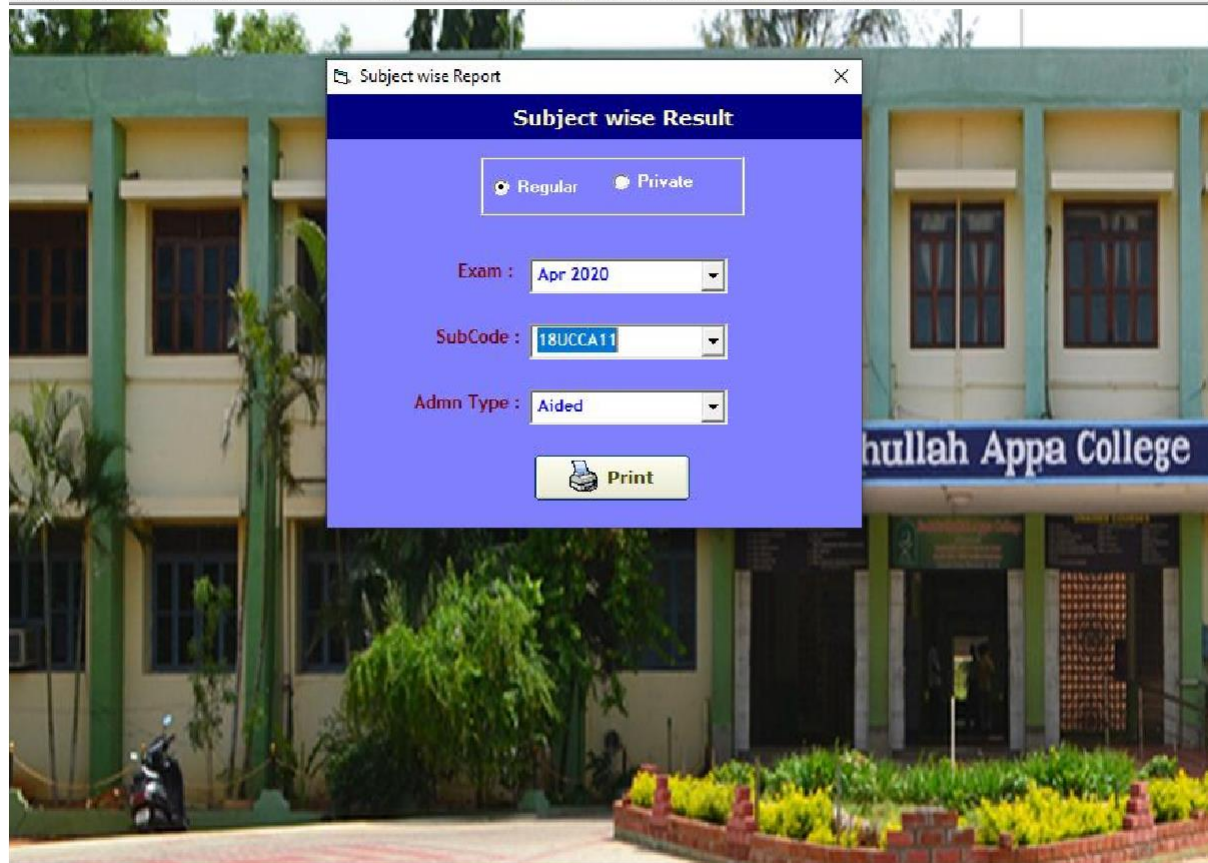 Subject wise Report
Subject wise Result
Regular Private
Exam : Apr 2020
SubCode : 18UCCA11
Admn Type : Aided
Print
hullah Appa College